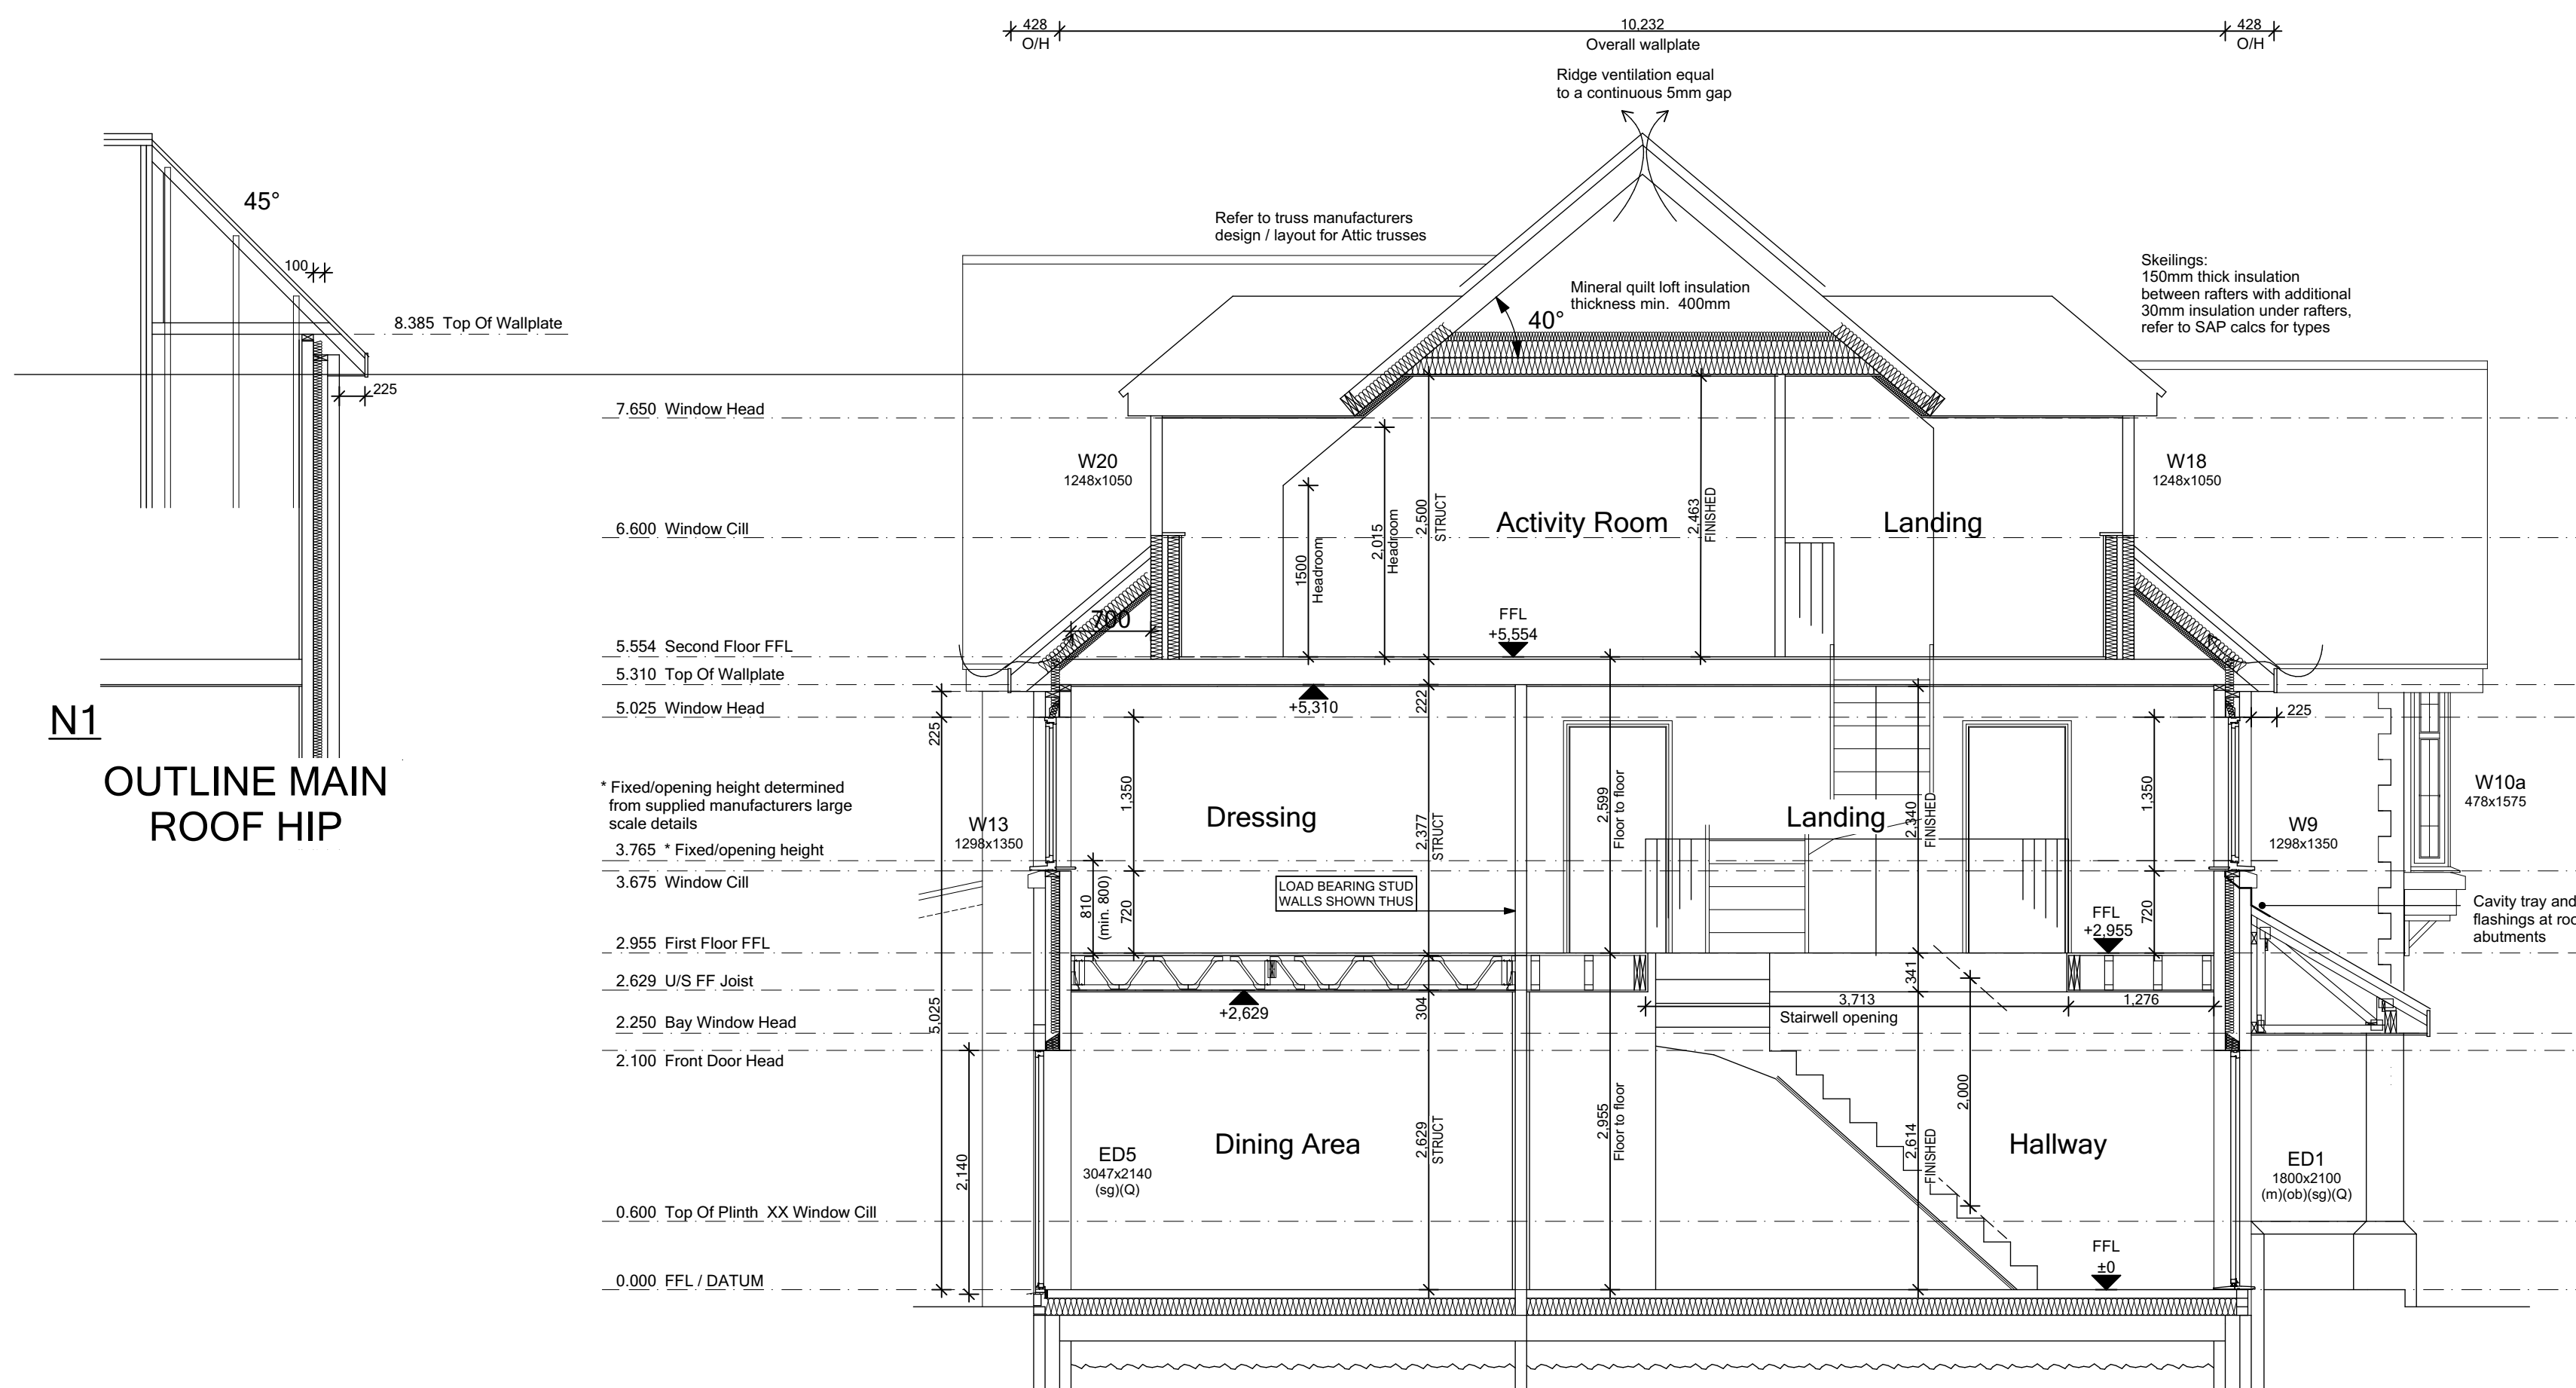 428
O/H
10,232
Overall wallplate
428
O/H
Ridge ventilation equal
to a continuous 5mm gap
45°
100
8.385 Top Of Wallplate
225
N1
OUTLINE MAIN
ROOF HIP
Refer to truss manufacturers
design / layout for Attic trusses
Mineral quilt loft insulation
thickness min. 400mm
40°
Skeilings:
150mm thick insulation
between rafters with additional
30mm insulation under rafters,
refer to SAP calcs for types
7.650 Window Head
6.600 Window Cill
5.554 Second Floor FFL
5.310 Top Of Wallplate
5.025 Window Head
* Fixed/opening height determined
from supplied manufacturers large
scale details
3.765 * Fixed/opening height
3.675 Window Cill
2.955 First Floor FFL
2.629 U/S FF Joist
2.250 Bay Window Head
2.100 Front Door Head
0.600 Top Of Plinth XX Window Cill
0.000 FFL / DATUM
W20
1248x1050
1500
Headroom
2,015
Headroom
2,500
STRUCT
Activity Room
2,463
FINISHED
Landing
W18
1248x1050
700
FFL
+5,554
+5,310
222
225
225
W13
1298x1350
1,350
Dressing
2,377
STRUCT
2,599
Floor to floor
Landing
2.340
FINISHED
1,350
W9
1298x1350
W10a
478x1575
810
(min. 800)
720
LOAD BEARING STUD
WALLS SHOWN THUS
FFL
+2,955
720
Cavity tray and
flashings at roo
abutments
5,025
+2,629
304
341
3,713
Stairwell opening
1,276
2,140
ED5
3047x2140
(sg)(Q)
Dining Area
2,629
STRUCT
2,955
Floor to floor
2,614
FINISHED
2,000
Hallway
ED1
1800x2100
(m)(ob)(sg)(Q)
FFL
±0